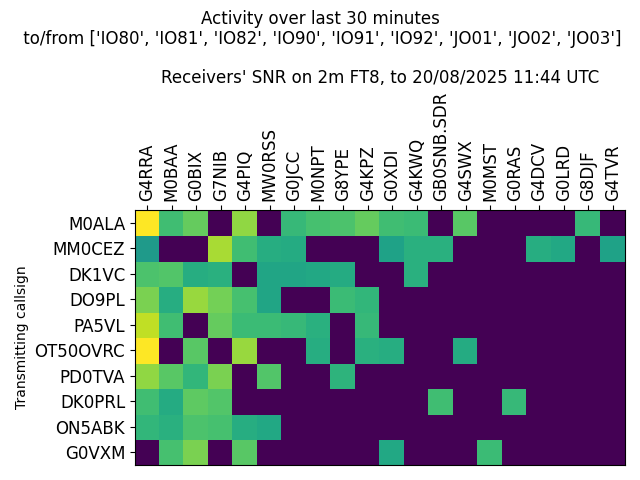 Activity over last 30 minutes
to/from ['IO80', 'IO81', 'IO82', 'IO90', 'IO91', 'IO92', 'JO01', 'JO02', 'JO03']
Receivers' SNR on 2m FT8, to 20/08/2025 11:44 UTC
G4RRA
M0BAA
G0BIX
G7NIB
G4PIQ
MW0RSS
G0JCC
M0NPT
G8YPE
G4KPZ
G0XDI
G4KWQ
GB0SNB.SDR
G4SWX
M0MST
G0RAS
G4DCV
G0LRD
G8DJF
G4TVR
Transmitting callsign
M0ALA
MM0CEZ
DK1VC
DO9PL
PA5VL
OT50OVRC
PD0TVA
DK0PRL
ON5ABK
G0VXM